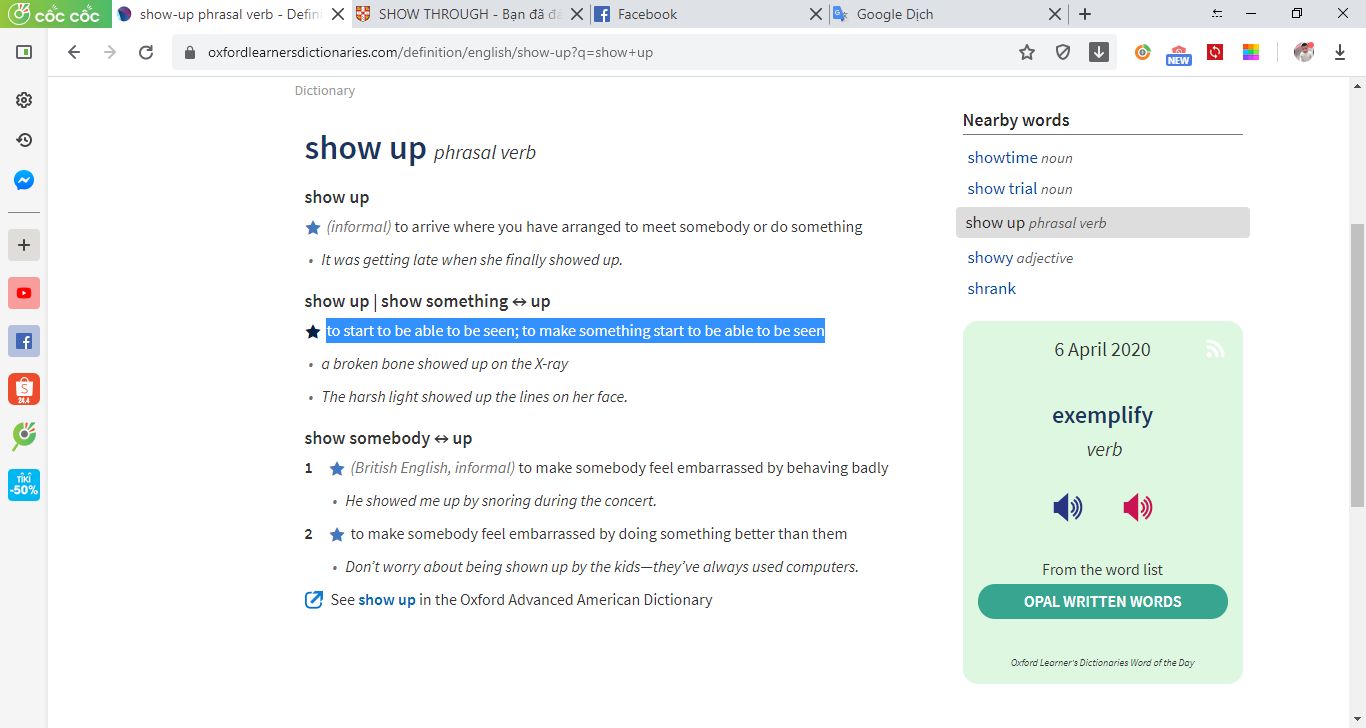 cốc cốc
show-up phrasal verb - Defin
SHOW THROUGH - Bạn đã đa
Facebook
Google Dịch
oxfordlearnersdictionaries.com/definition/english/show-up?q=show+up
NEW
Dictionary
show up phrasal verb
show up
(informal) to arrive where you have arranged to meet somebody or do something
• It was getting late when she finally showed up.
show up | show something ↔ up
to start to be able to be seen; to make something start to be able to be seen
• a broken bone showed up on the X-ray
• The harsh light showed up the lines on her face.
show somebody ↔ up
1 (British English, informal) to make somebody feel embarrassed by behaving badly
• He showed me up by snoring during the concert.
2 to make somebody feel embarrassed by doing something better than them
• Don’t worry about being shown up by the kids—they’ve always used computers.
See show up in the Oxford Advanced American Dictionary
Nearby words
showtime noun
show trial noun
show up phrasal verb
showy adjective
shrank
6 April 2020
exemplify
verb
From the word list
OPAL WRITTEN WORDS
Oxford Learner's Dictionaries Word of the Day
S
24.4
TIKI
-50%